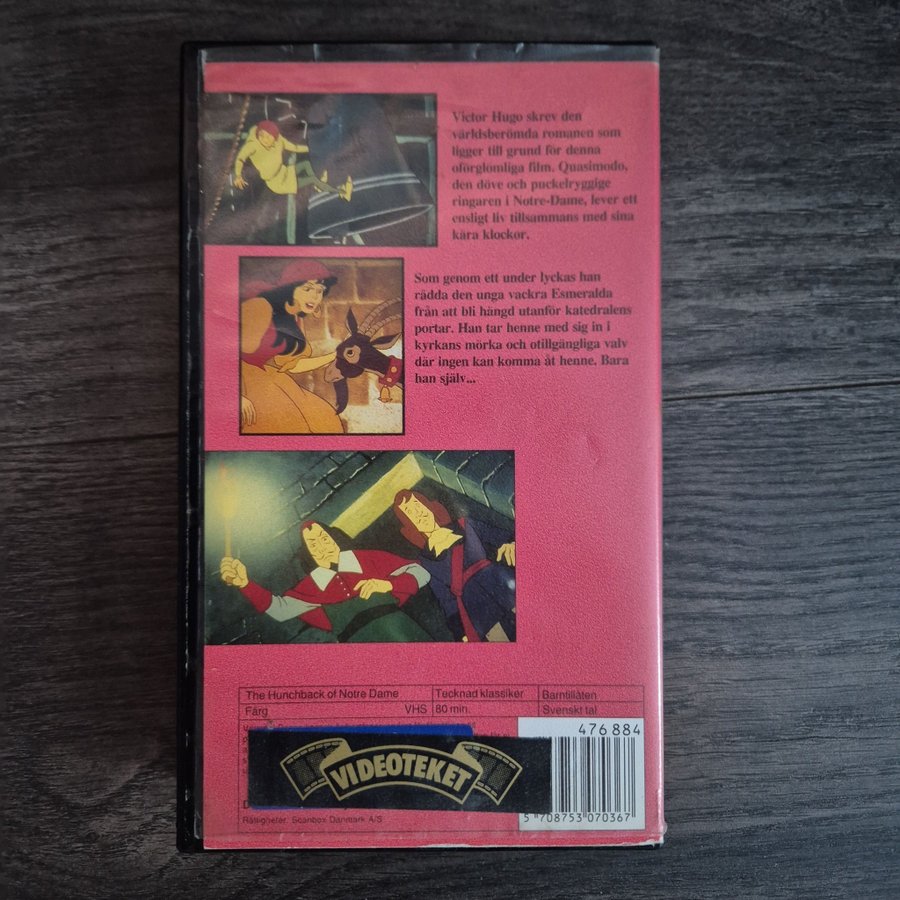 Victor Hugo skrev den
världsberömda romanen som
ligger till grund för denna
oförglömliga film. Quasimodo,
den döve och puckelryggige
ringaren i Notre-Dame, lever ett
ensligt liv tillsammans med sina
kära klockor.
Som genom ett under lyckas han
rädda den unga vackra Esmeralda
från att bli hängd utanför katedralens
portar. Han tar henne med sig in i
kyrkans mörka och otillgängliga valv
där ingen kan komma åt henne. Bara
han själv...
The Hunchback of Notre Dame Tecknad klassiker Barntillåten
Färg VHS 80 min. Svenskt tal
476884
VIDEOTEKET
5 708753 070367
Rättigheter: Scanbox Danmark A/S